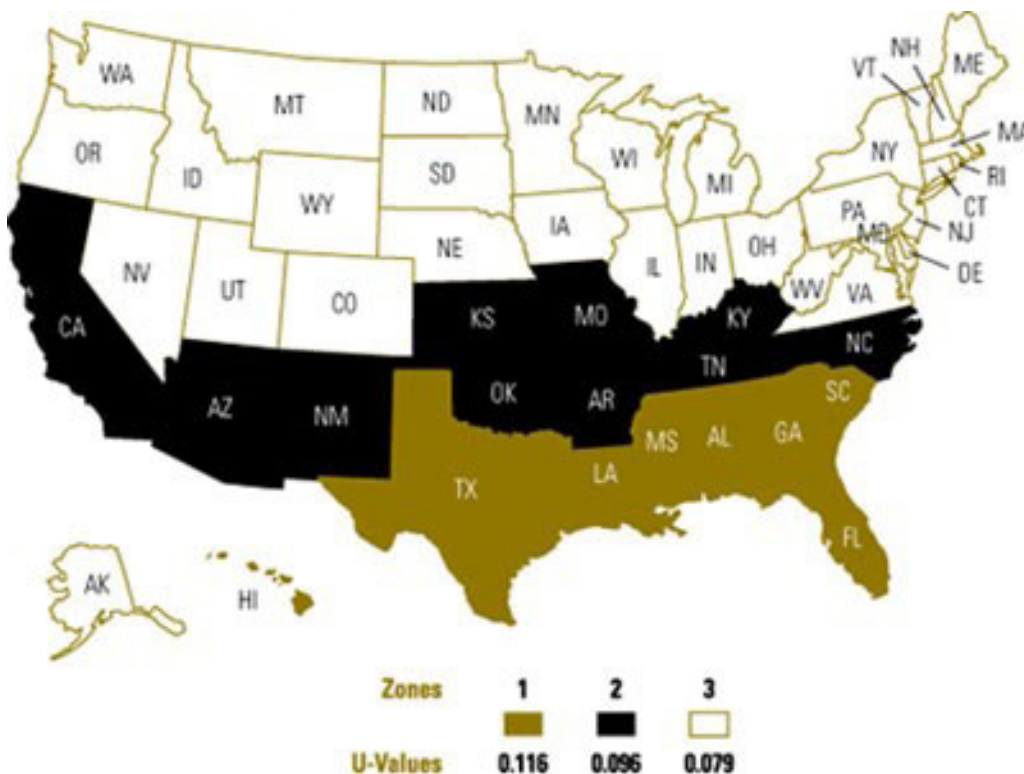 NH
VT
ME
WA
MT
ND
MN
MA
OR
ID
SD
WI
MI
NY
RI
WY
CT
IA
PA
NJ
NE
OH
MD
NV
UT
CO
IL
IN
WV
VA
DE
CA
KS
MO
KY
NC
TN
AZ
NM
OK
AR
SC
MS
AL
GA
TX
LA
FL
AK
HI
Zones 1 2 3
U-Values 0.116 0.096 0.079